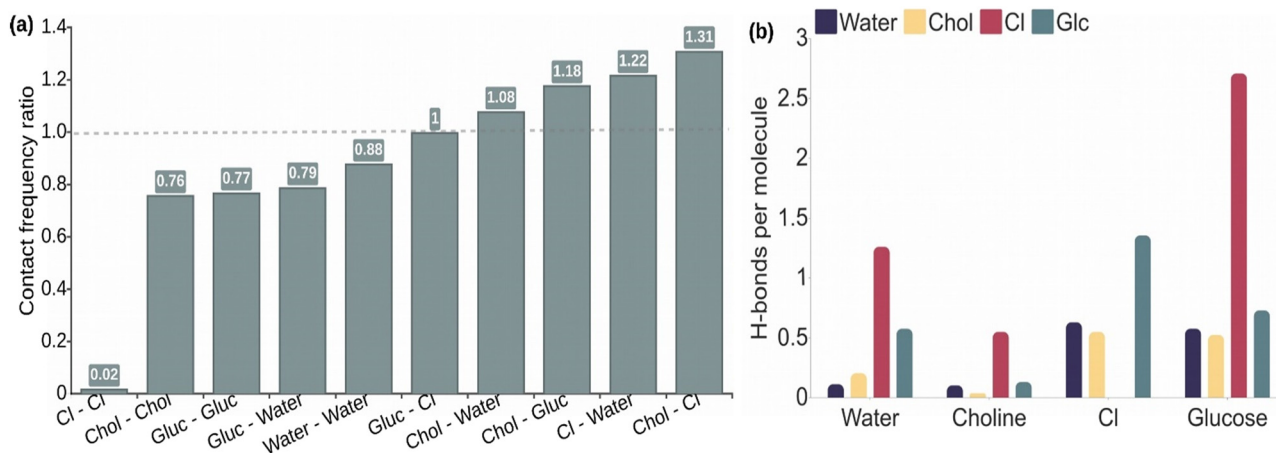 (a)
Contact frequency ratio
1.4
1.2
1.0
0.8
0.6
0.4
0.2
0
0.02
0.76
0.77
0.79
0.88
1
1.08
1.18
1.22
1.31
Cl - Cl
Chol - Chol
Gluc - Gluc
Gluc - Water
Water - Water
Gluc - Cl
Chol - Water
Chol - Gluc
Cl - Water
Chol - Cl
(b)
Water Chol Cl Glc
H-bonds per molecule
3
2.5
2
1.5
1
0.5
0
Water Choline Cl Glucose